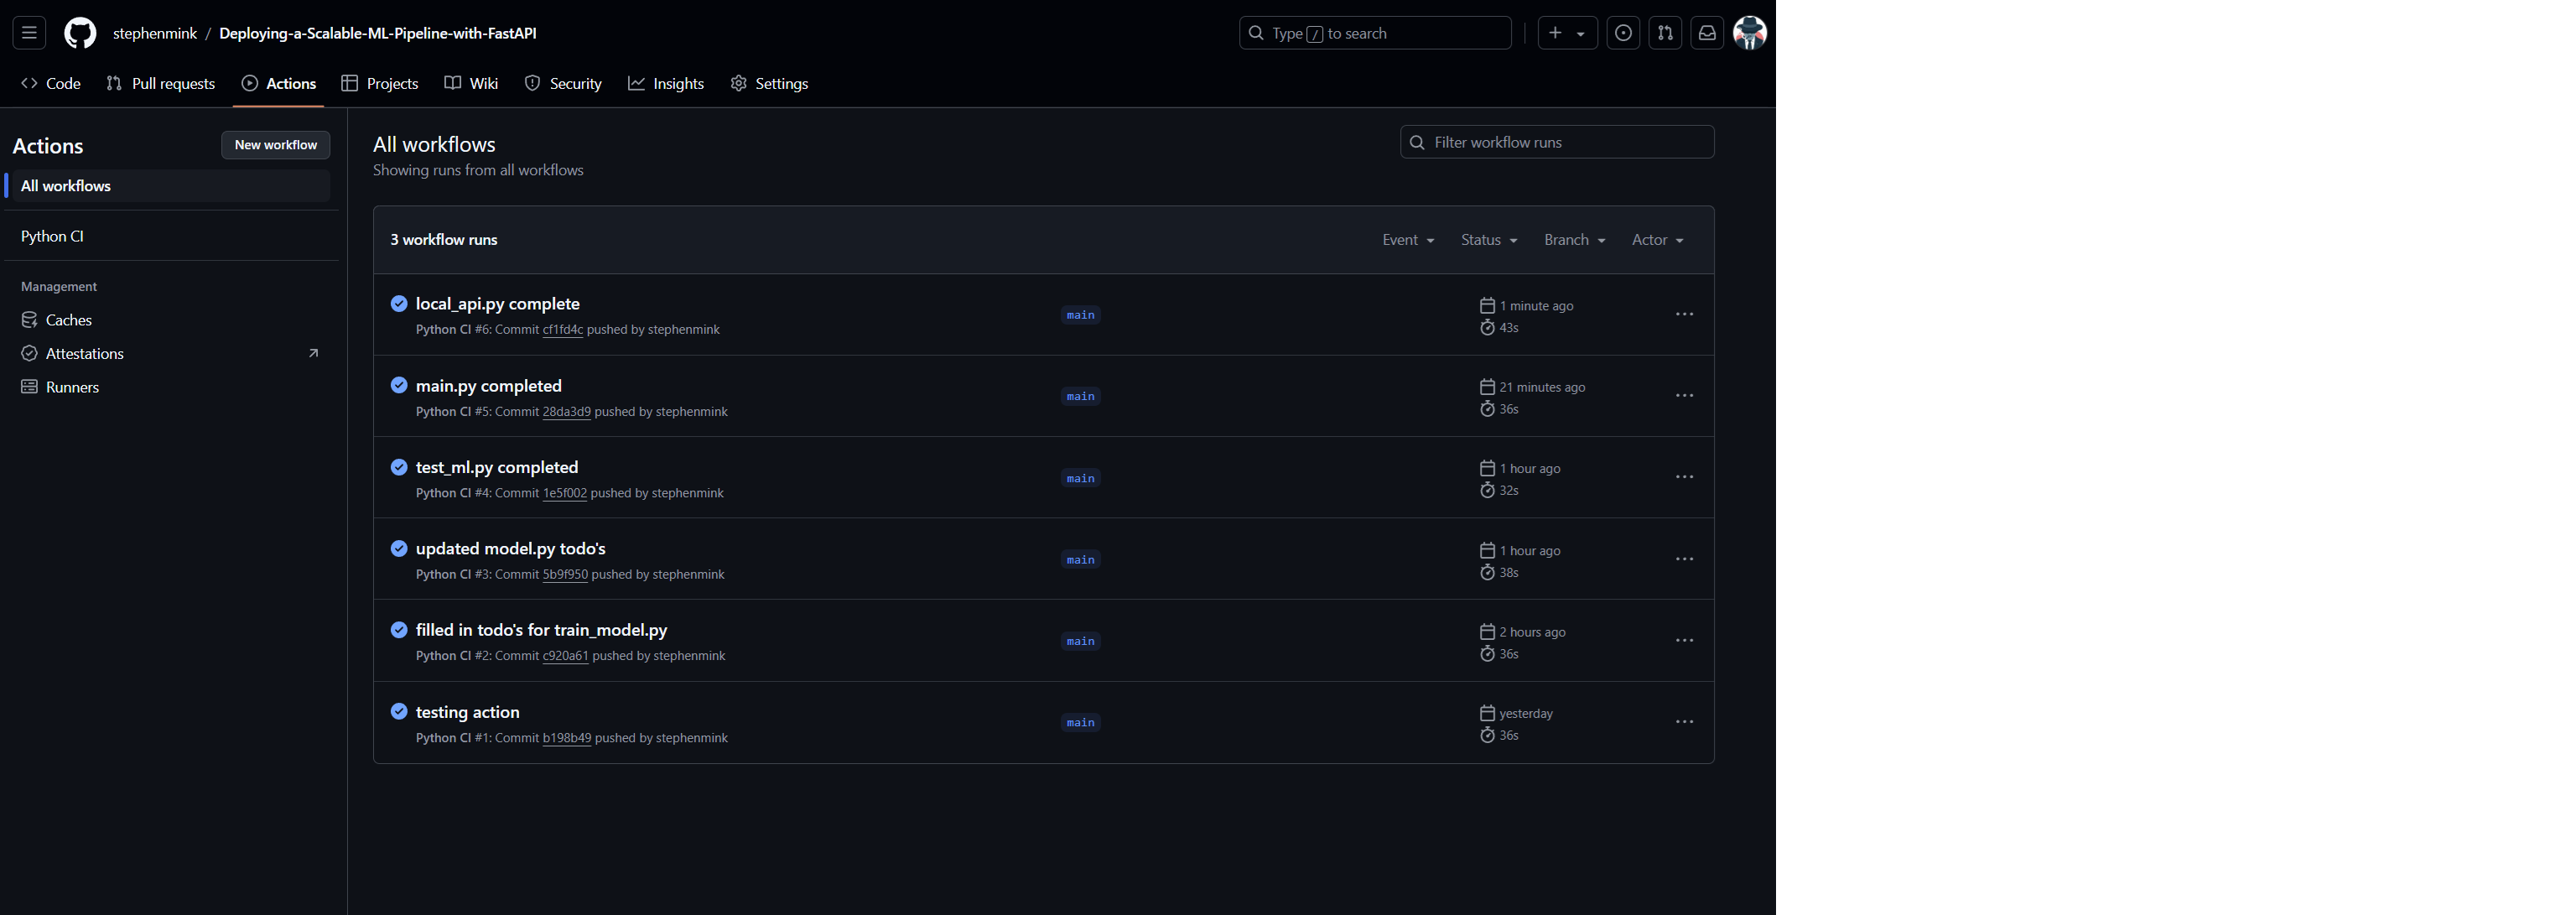 stephenmink / Deploying-a-Scalable-ML-Pipeline-with-FastAPI
Type / to search
Code Pull requests Actions Projects Wiki Security Insights Settings
Actions
New workflow
All workflows
Python CI
Management
Caches
Attestations
Runners
All workflows
Showing runs from all workflows
Filter workflow runs
3 workflow runs
Event Status Branch Actor
local_api.py complete
Python CI #6: Commit cf1fd4c pushed by stephenmink
main
1 minute ago
43s
main.py completed
Python CI #5: Commit 28da3d9 pushed by stephenmink
main
21 minutes ago
36s
test_ml.py completed
Python CI #4: Commit 1e5f002 pushed by stephenmink
main
1 hour ago
32s
updated model.py todo's
Python CI #3: Commit 5b9f950 pushed by stephenmink
main
1 hour ago
38s
filled in todo's for train_model.py
Python CI #2: Commit c920a61 pushed by stephenmink
main
2 hours ago
36s
testing action
Python CI #1: Commit b198b49 pushed by stephenmink
main
yesterday
36s